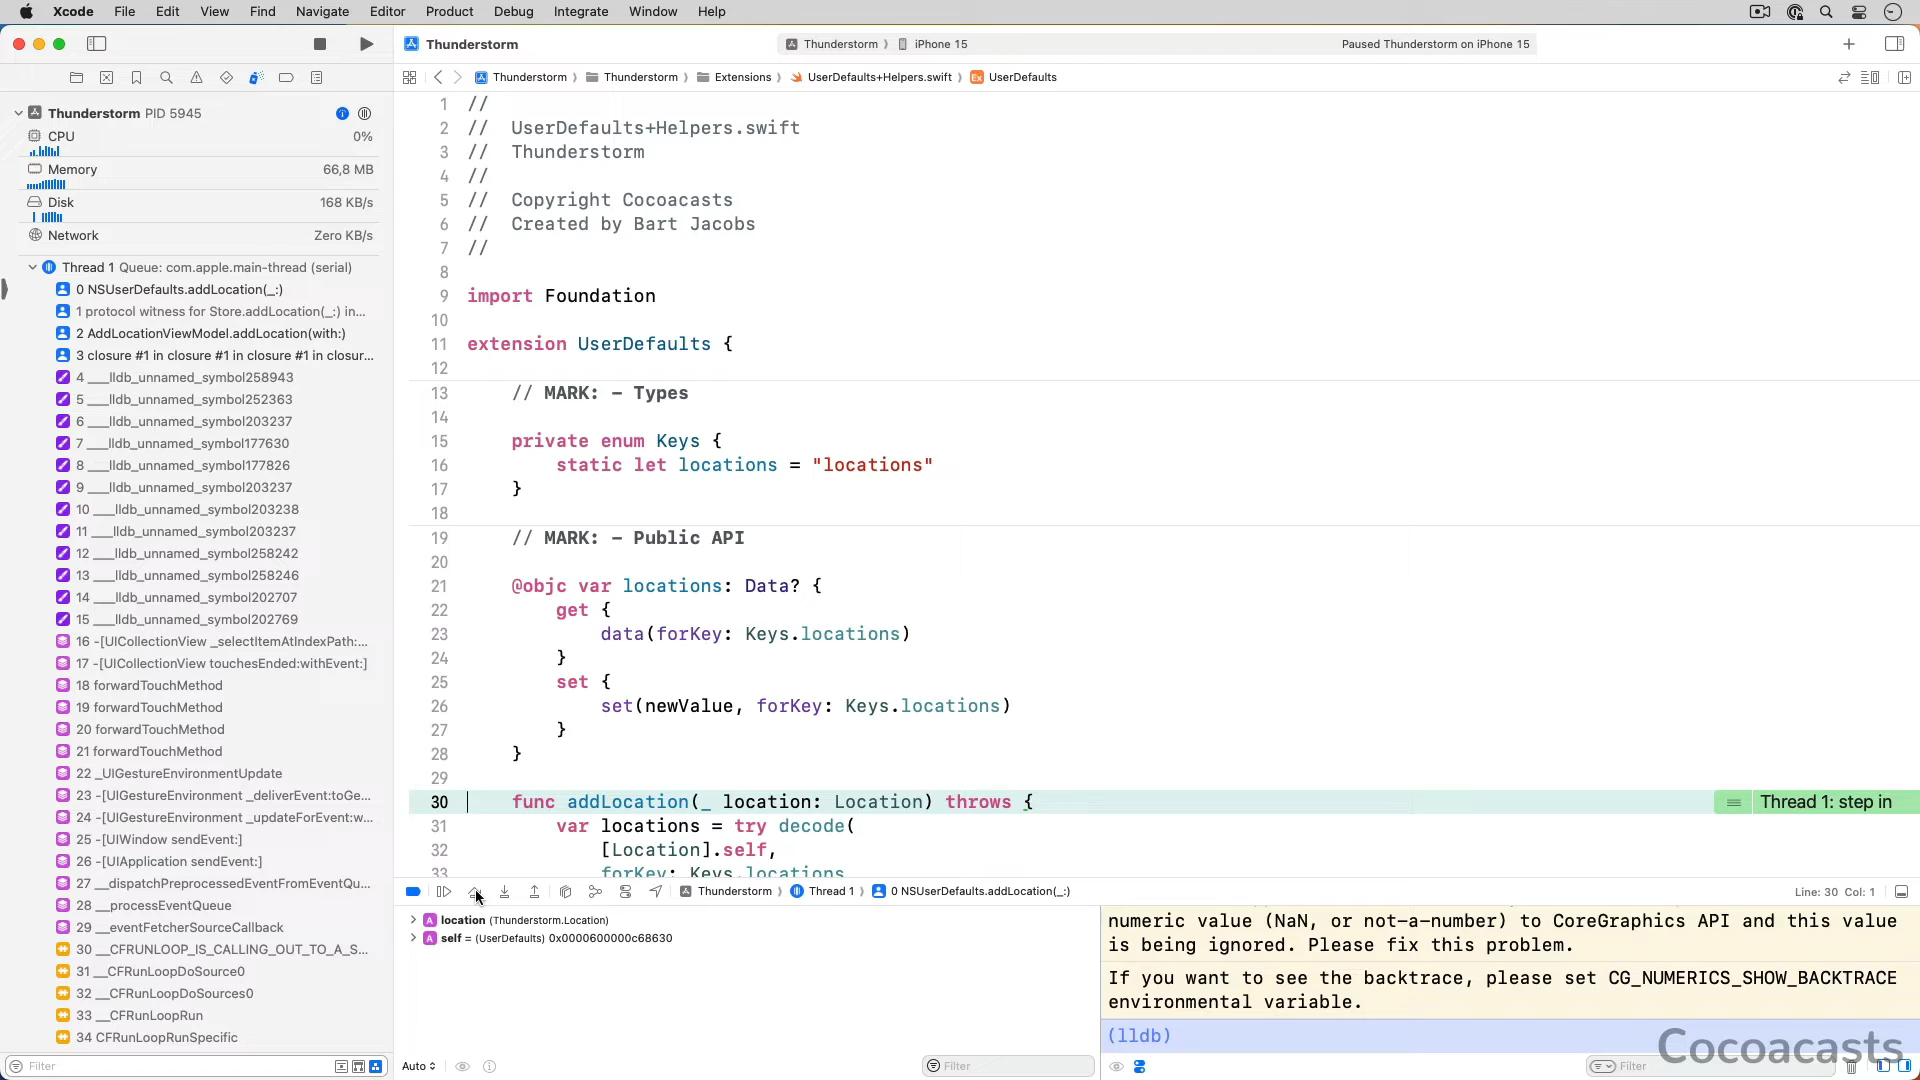 Xcode File Edit View Find Navigate Editor Product Debug Integrate Window Help
Thunderstorm
Thunderstorm iPhone 15
Paused Thunderstorm on iPhone 15
Thunderstorm Thunderstorm Extensions UserDefaults+Helpers.swift Ex UserDefaults
Thunderstorm PID 5945
CPU 0%
Memory 66,8 MB
Disk 168 KB/s
Network Zero KB/s
Thread 1 Queue: com.apple.main-thread (serial)
0 NSUserDefaults.addLocation(_:)
1 protocol witness for Store.addLocation(_:) in...
2 AddLocationViewModel.addLocation(with:)
3 closure #1 in closure #1 in closure #1 in closur...
4 ___lldb_unnamed_symbol258943
5 ___lldb_unnamed_symbol252363
6 ___lldb_unnamed_symbol203237
7 ___lldb_unnamed_symbol177630
8 ___lldb_unnamed_symbol177826
9 ___lldb_unnamed_symbol203237
10 ___lldb_unnamed_symbol203238
11 ___lldb_unnamed_symbol203237
12 ___lldb_unnamed_symbol258242
13 ___lldb_unnamed_symbol258246
14 ___lldb_unnamed_symbol202707
15 ___lldb_unnamed_symbol202769
16 -[UICollectionView _selectItemAtIndexPath:...
17 -[UICollectionView touchesEnded:withEvent:]
18 forwardTouchMethod
19 forwardTouchMethod
20 forwardTouchMethod
21 forwardTouchMethod
22 _UIGestureEnvironmentUpdate
23 -[UIGestureEnvironment _deliverEvent:toGe...
24 -[UIGestureEnvironment _updateForEvent:w...
25 -[UIWindow sendEvent:]
26 -[UIApplication sendEvent:]
27 __dispatchPreprocessedEventFromEventQu...
28 __processEventQueue
29 __eventFetcherSourceCallback
30 __CFRUNLOOP_IS_CALLING_OUT_TO_A_S...
31 __CFRunLoopDoSource0
32 __CFRunLoopDoSources0
33 __CFRunLoopRun
34 CFRunLoopRunSpecific
Filter
1 //
2 // UserDefaults+Helpers.swift
3 // Thunderstorm
4 //
5 // Copyright Cocoacasts
6 // Created by Bart Jacobs
7 //
8
9 import Foundation
10
11 extension UserDefaults {
12
13 // MARK: - Types
14
15 private enum Keys {
16 static let locations = "locations"
17 }
18
19 // MARK: - Public API
20
21 @objc var locations: Data? {
22 get {
23 data(forKey: Keys.locations)
24 }
25 set {
26 set(newValue, forKey: Keys.locations)
27 }
28 }
29
30 func addLocation(_ location: Location) throws { Thread 1: step in
31 var locations = try decode(
32 [Location].self,
33 forKey: Keys.locations
Thunderstorm Thread 1 0 NSUserDefaults.addLocation(_:)
Line: 30 Col: 1
A location (Thunderstorm.Location)
A self = (UserDefaults) 0x0000600000c68630
Auto
Filter
numeric value (NaN, or not-a-number) to CoreGraphics API and this value
is being ignored. Please fix this problem.
If you want to see the backtrace, please set CG_NUMERICS_SHOW_BACKTRACE
environmental variable.
(lldb)
Filter
Cocoacasts